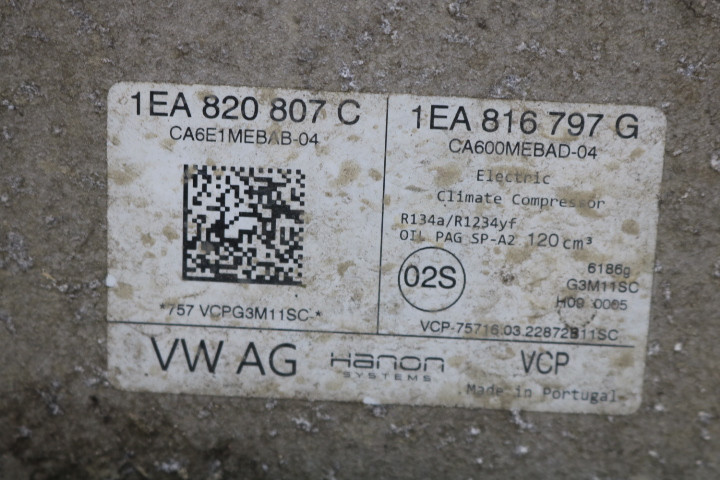 1EA 820 807 C
CA6E1MEBAB-04
*757 VCPG3M11SC-*
1EA 816 797 G
CA600MEBAD-04
Electric
Climate Compressor
R134a/R1234yf
OIL PAG SP-A2 120 cm³
02S
6186g
G3M11SC
H09 0005
VCP-75716.03.22872311SC
VW AG
Hanon
SYSTEMS
VCP
Made in Portugal